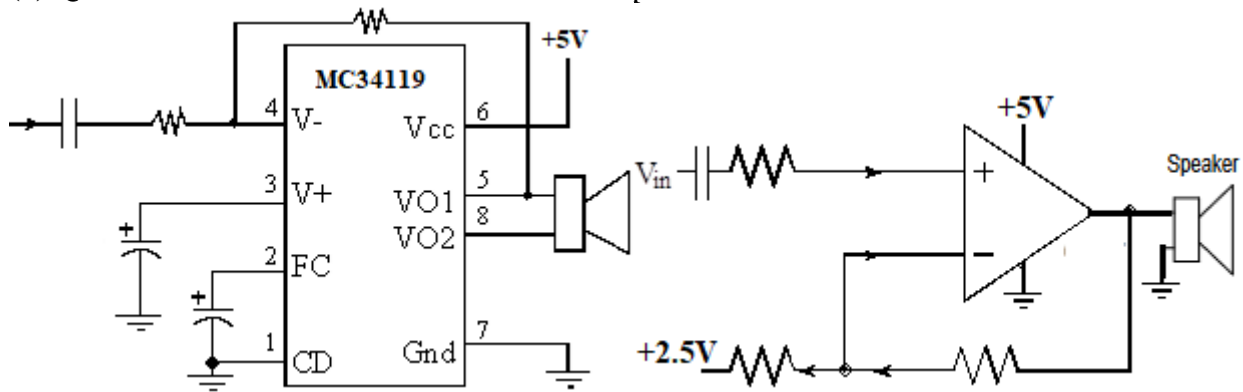 +5V
MC34119
4
V-
6
Vcc
3
V+
5
VO1
8
VO2
2
FC
1
CD
7
Gnd
+5V
Vin
+
Speaker
−
+2.5V
+
+